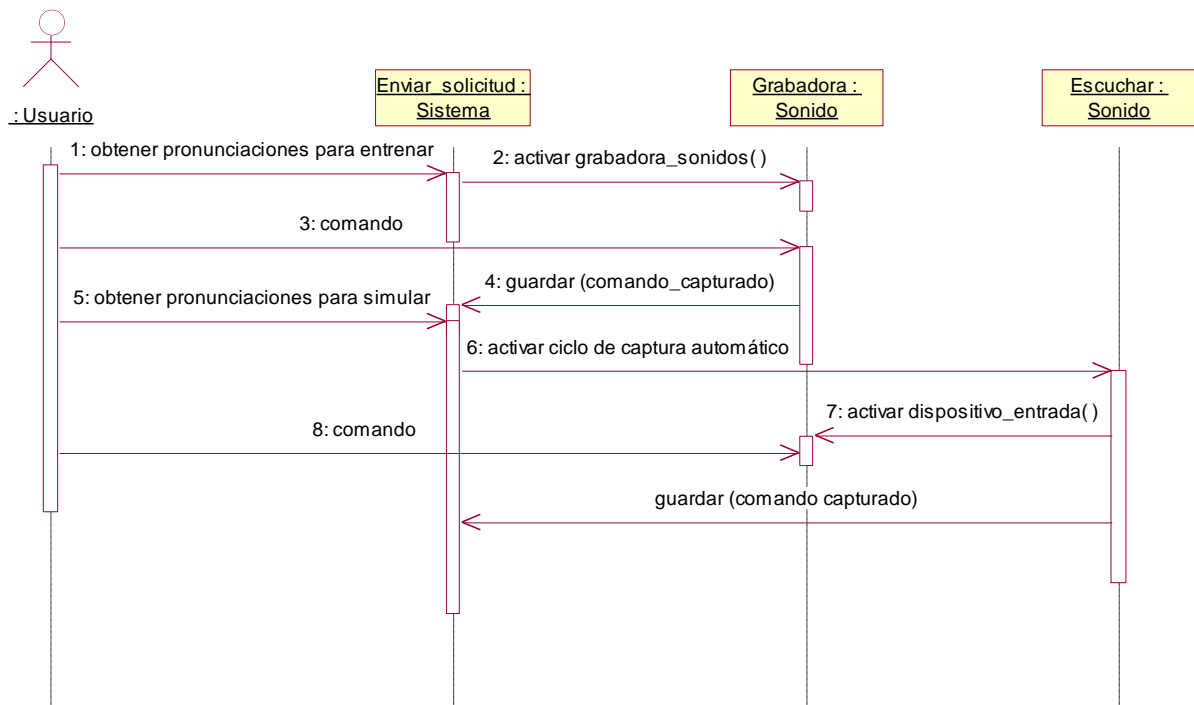 : Usuario
Enviar_solicitud :
Sistema
Grabadora :
Sonido
Escuchar :
Sonido
1: obtener pronunciaciones para entrenar
2: activar grabadora_sonidos( )
3: comando
4: guardar (comando_capturado)
5: obtener pronunciaciones para simular
6: activar ciclo de captura automático
7: activar dispositivo_entrada( )
8: comando
guardar (comando capturado)